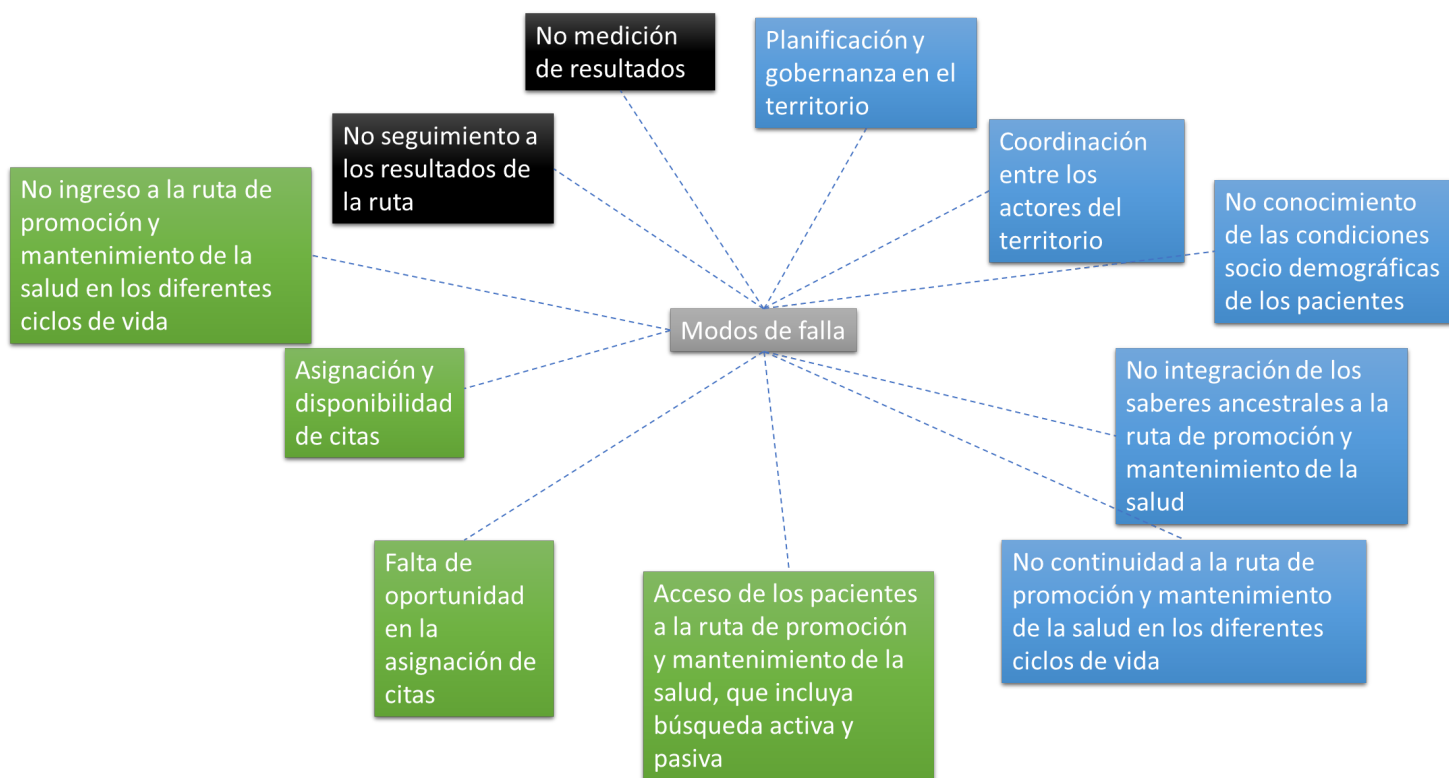 No medición
de resultados
Planificación y
gobernanza en el
territorio
No seguimiento a
los resultados de
la ruta
Coordinación
entre los
actores del
territorio
No ingreso a la ruta de
promoción y
mantenimiento de la
salud en los diferentes
ciclos de vida
No conocimiento
de las condiciones
socio demográficas
de los pacientes
Modos de falla
Asignación y
disponibilidad
de citas
No integración de los
saberes ancestrales a la
ruta de promoción y
mantenimiento de la
salud
Falta de
oportunidad
en la
asignación de
citas
Acceso de los pacientes
a la ruta de promoción
y mantenimiento de la
salud, que incluya
búsqueda activa y
pasiva
No continuidad a la ruta de
promoción y mantenimiento
de la salud en los diferentes
ciclos de vida